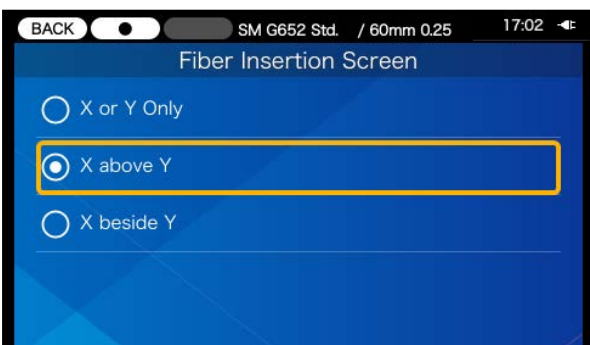 BACK SM G652 Std. / 60mm 0.25 17:02
Fiber Insertion Screen
X or Y Only
X above Y
X beside Y